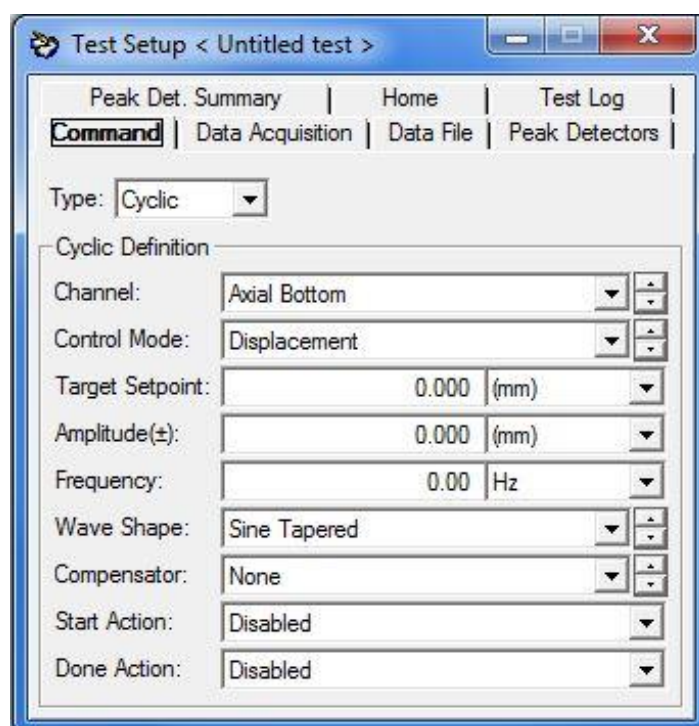 Test Setup < Untitled test >
Peak Det. Summary | Home | Test Log |
Command | Data Acquisition | Data File | Peak Detectors |
Type: Cyclic
Cyclic Definition
Channel: Axial Bottom
Control Mode: Displacement
Target Setpoint: 0.000 (mm)
Amplitude(±): 0.000 (mm)
Frequency: 0.00 Hz
Wave Shape: Sine Tapered
Compensator: None
Start Action: Disabled
Done Action: Disabled